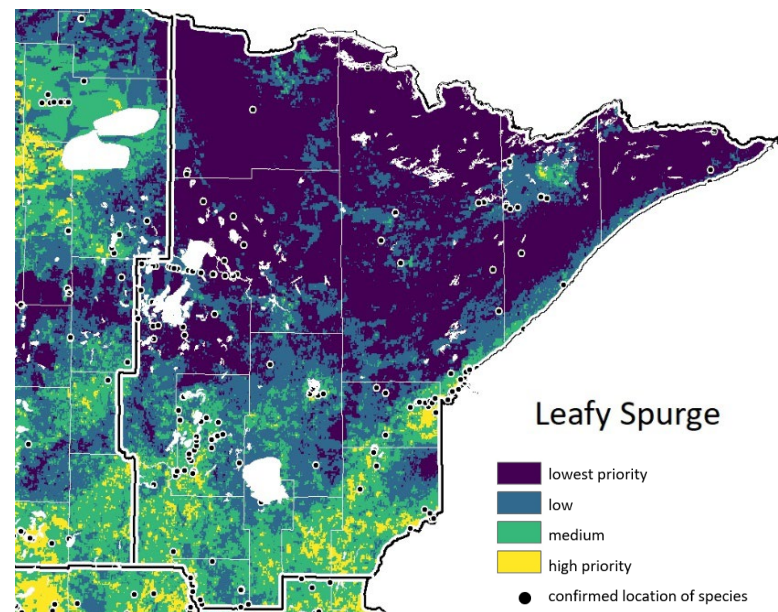 Leafy Spurge
lowest priority
low
medium
high priority
confirmed location of species